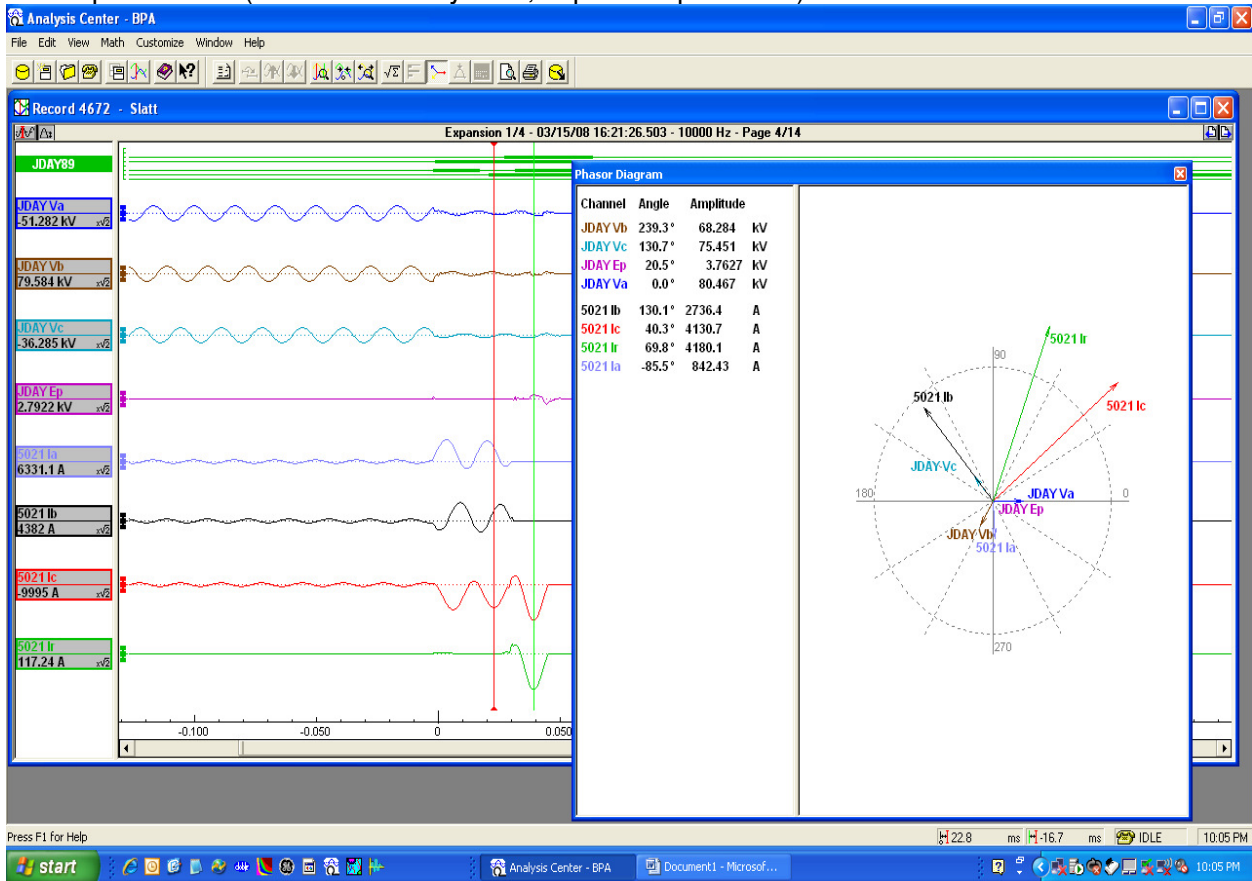 Analysis Center - BPA
File Edit View Math Customize Window Help
Record 4672 - Slatt
Expansion 1/4 - 03/15/08 16:21:26.503 - 10000 Hz - Page 4/14
JDAY89
JDAY Va
-51.282 kV x√2
JDAY Vb
79.584 kV x√2
JDAY Vc
-36.285 kV x√2
JDAY Ep
2.7922 kV x√2
5021 Ia
6331.1 A x√2
5021 Ib
4382 A x√2
5021 Ic
-9995 A x√2
5021 Ir
117.24 A x√2
-0.100 -0.050 0 0.050
Phasor Diagram
Channel Angle Amplitude
JDAY Vb 239.3° 68.284 kV
JDAY Vc 130.7° 75.451 kV
JDAY Ep 20.5° 3.7627 kV
JDAY Va 0.0° 80.467 kV
5021 Ib 130.1° 2736.4 A
5021 Ic 40.3° 4130.7 A
5021 Ir 69.8° 4180.1 A
5021 Ia -85.5° 842.43 A
90
5021 Ir
5021 Ib
5021 Ic
JDAY Vc
180
JDAY Va
0
JDAY Ep
JDAY Vb
5021 Ia
270
Press F1 for Help
22.8 ms -16.7 ms IDLE 10:05 PM
start
Analysis Center - BPA
Document1 - Microsof...
10:05 PM